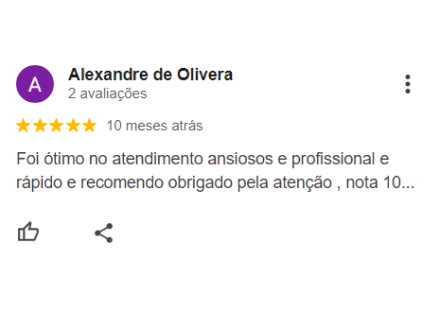 A
Alexandre de Olivera
2 avaliações
10 meses atrás
Foi ótimo no atendimento ansiosos e profissional e
rápido e recomendo obrigado pela atenção , nota 10...